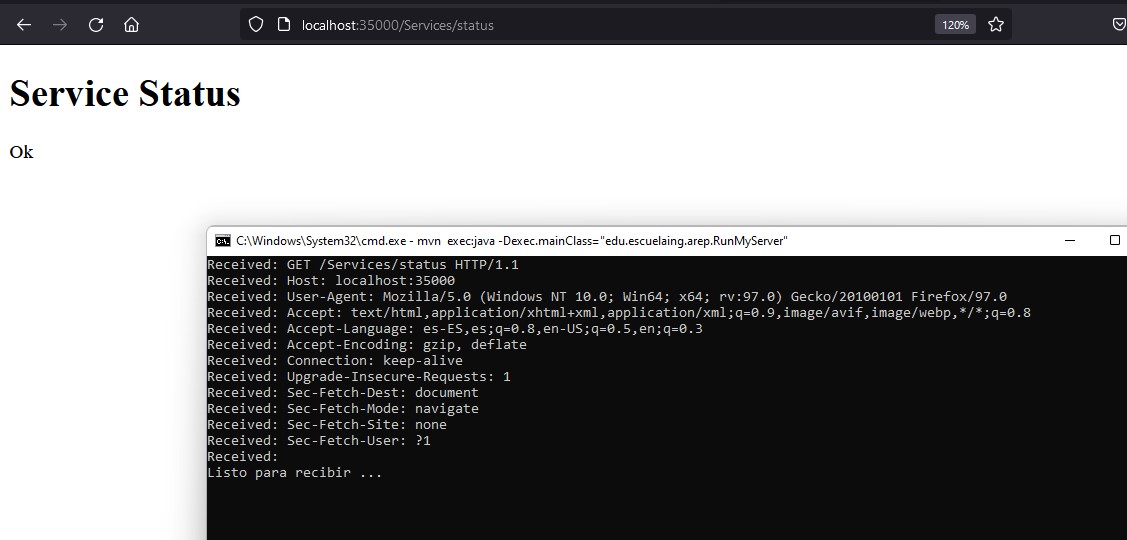 localhost:35000/Services/status
120%
Service Status
Ok
C:\Windows\System32\cmd.exe - mvn  exec:java -Dexec.mainClass="edu.escuelaing.arep.RunMyServer"
Received: GET /Services/status HTTP/1.1
Received: Host: localhost:35000
Received: User-Agent: Mozilla/5.0 (Windows NT 10.0; Win64; x64; rv:97.0) Gecko/20100101 Firefox/97.0
Received: Accept: text/html,application/xhtml+xml,application/xml;q=0.9,image/avif,image/webp,*/*;q=0.8
Received: Accept-Language: es-ES,es;q=0.8,en-US;q=0.5,en;q=0.3
Received: Accept-Encoding: gzip, deflate
Received: Connection: keep-alive
Received: Upgrade-Insecure-Requests: 1
Received: Sec-Fetch-Dest: document
Received: Sec-Fetch-Mode: navigate
Received: Sec-Fetch-Site: none
Received: Sec-Fetch-User: ?1
Received:
Listo para recibir ...